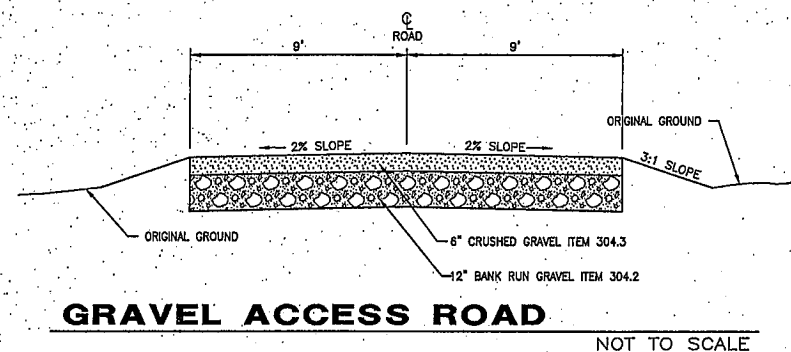 ℄
ROAD
9' 9'
ORIGINAL GROUND
2% SLOPE 2% SLOPE
3:1 SLOPE
ORIGINAL GROUND
6" CRUSHED GRAVEL ITEM 304.3
12" BANK RUN GRAVEL ITEM 304.2
GRAVEL ACCESS ROAD
NOT TO SCALE